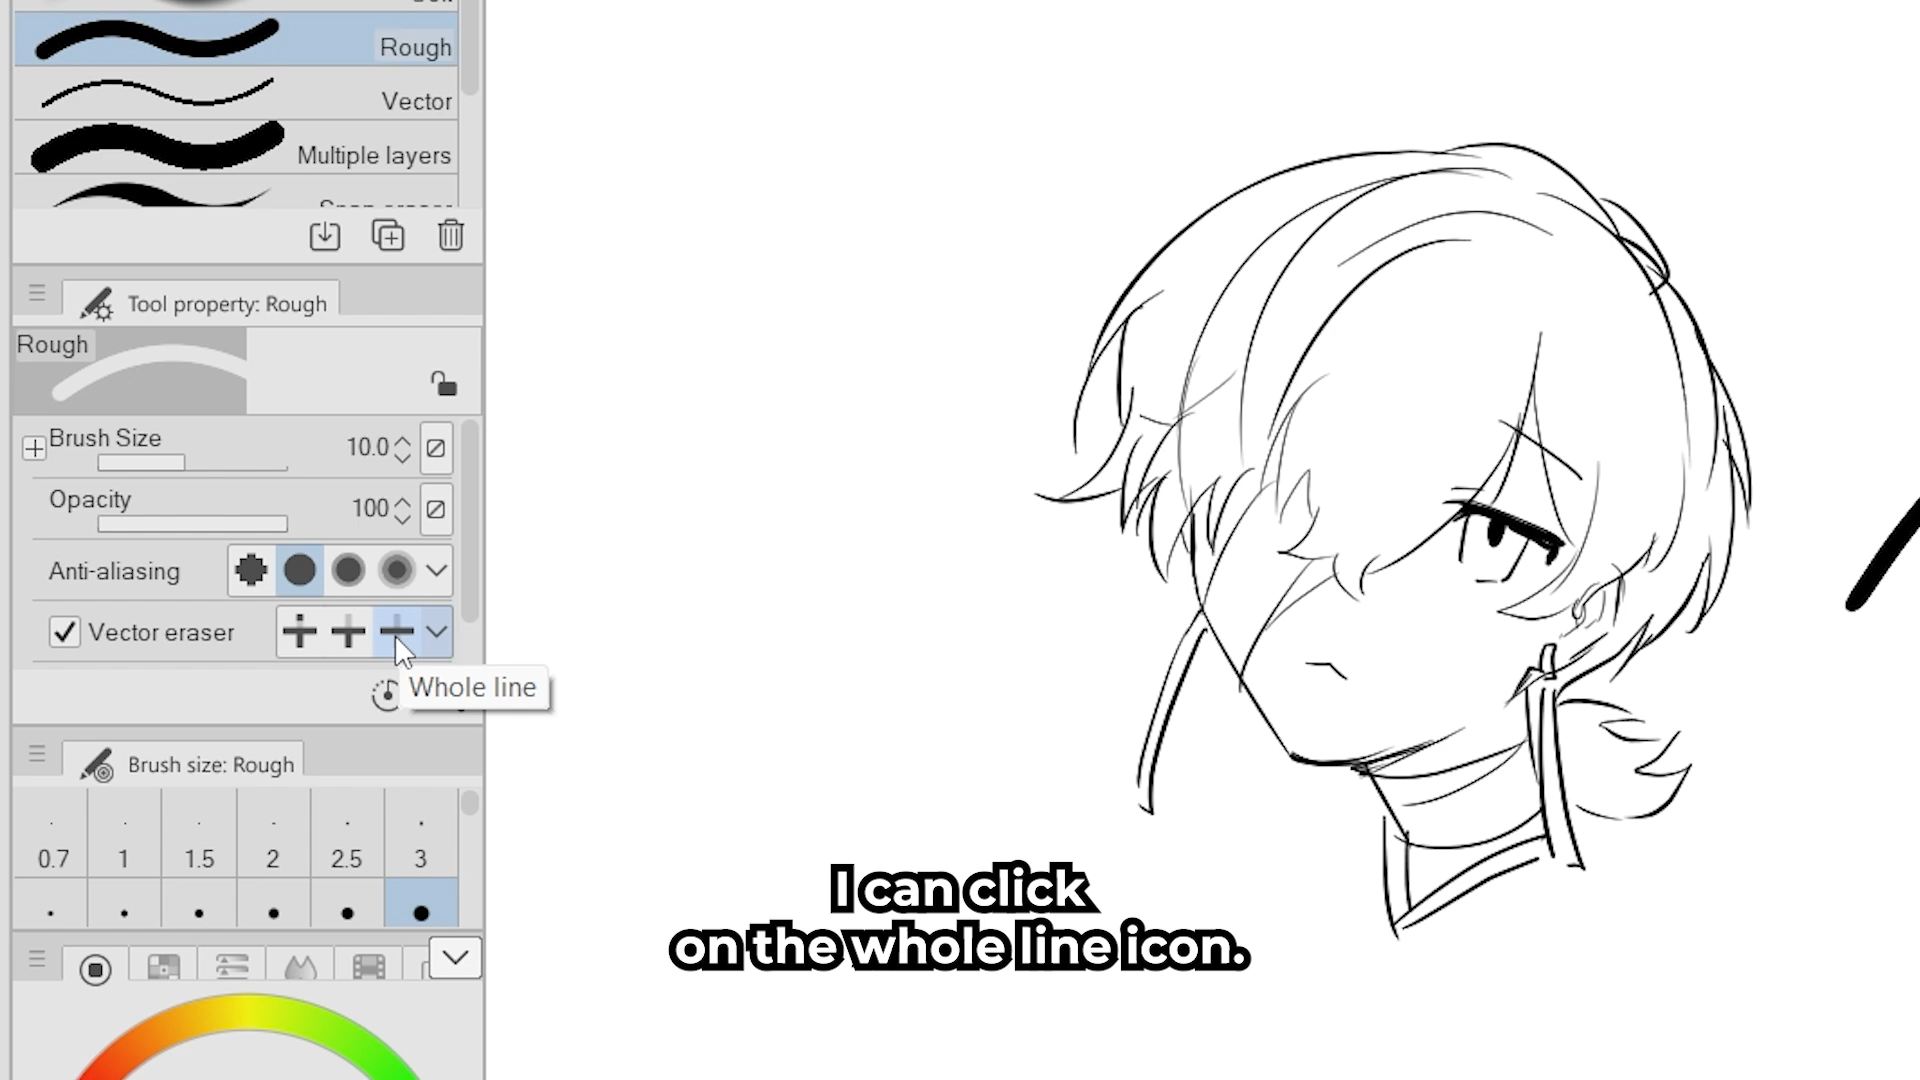 Rough
Vector
Multiple layers
Tool property: Rough
Rough
Brush Size
10.0
Opacity
100
Anti-aliasing
Vector eraser
Whole line
Brush size: Rough
0.7 1 1.5 2 2.5 3
I can click
on the whole line icon.